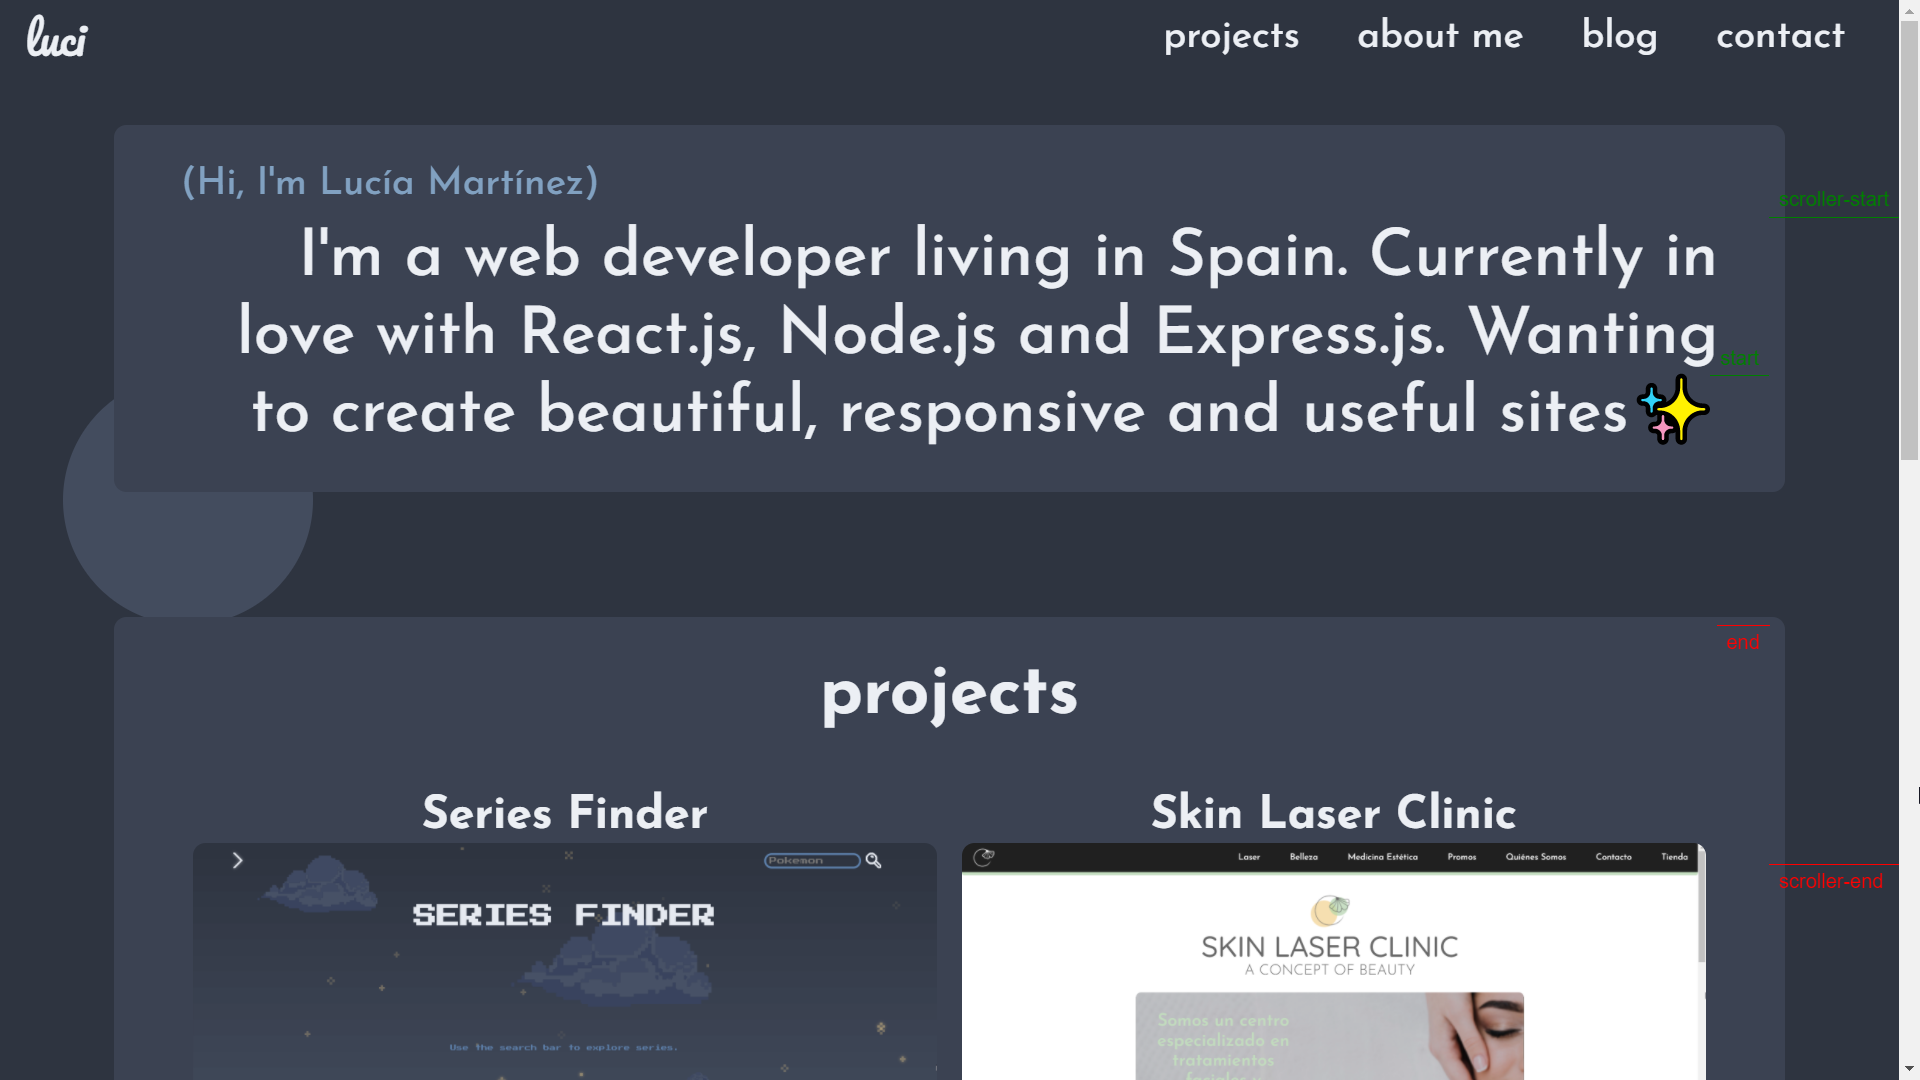 luci
projects about me blog contact
(Hi, I'm Lucía Martínez)
scroller-start
I'm a web developer living in Spain. Currently in
love with React.js, Node.js and Express.js. Wanting
start
to create beautiful, responsive and useful sites
end
projects
Series Finder
Skin Laser Clinic
Pokemon
SERIES FINDER
Use the search bar to explore series.
Laser Belleza Medicina Estética Promos Quiénes Somos Contacto Tienda
scroller-end
SKIN LASER CLINIC
A CONCEPT OF BEAUTY
Somos un centro
especializado en
tratamientos